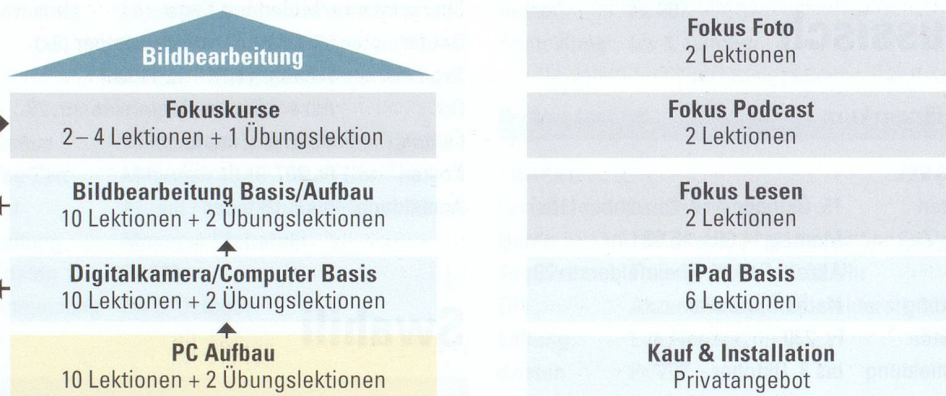 Bildbearbeitung
Fokuskurse
2 – 4 Lektionen + 1 Übungslektion
Bildbearbeitung Basis/Aufbau
10 Lektionen + 2 Übungslektionen
Digitalkamera/Computer Basis
10 Lektionen + 2 Übungslektionen
PC Aufbau
10 Lektionen + 2 Übungslektionen
Fokus Foto
2 Lektionen
Fokus Podcast
2 Lektionen
Fokus Lesen
2 Lektionen
iPad Basis
6 Lektionen
Kauf & Installation
Privatangebot